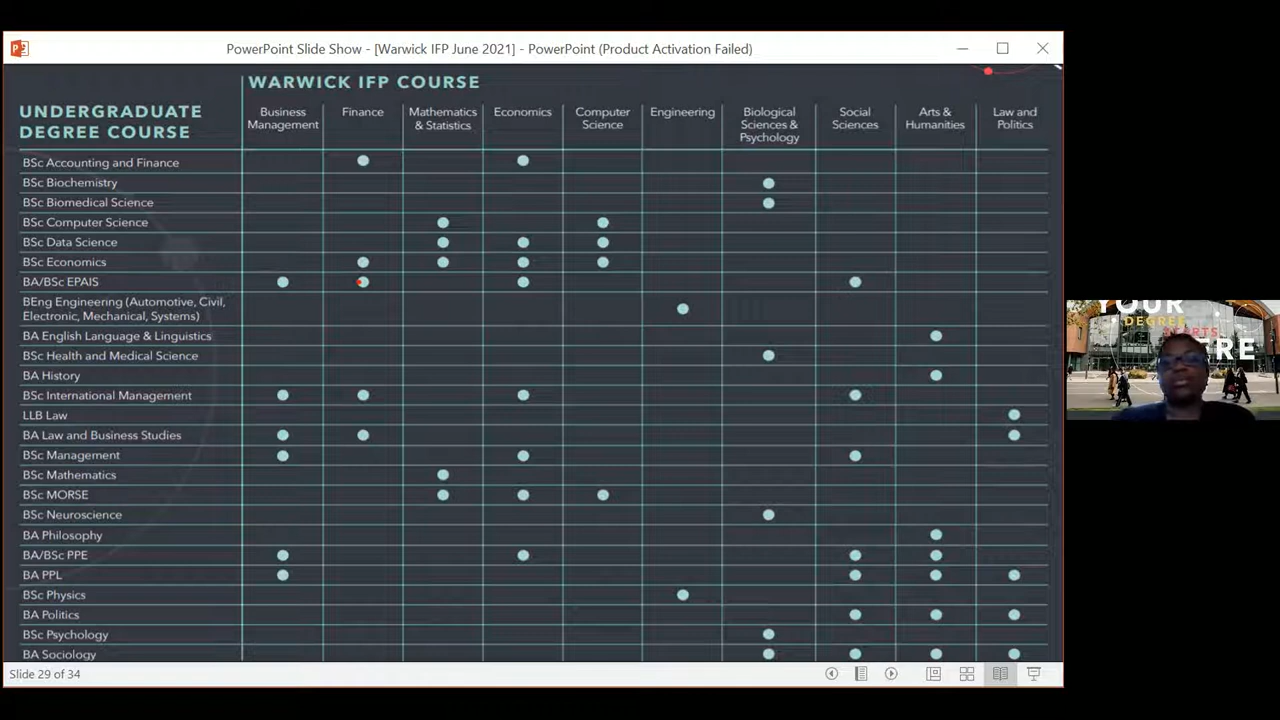 PowerPoint Slide Show - [Warwick IFP June 2021] - PowerPoint (Product Activation Failed)
WARWICK IFP COURSE
UNDERGRADUATE
DEGREE COURSE
Business
Management
Finance
Mathematics
& Statistics
Economics
Computer
Science
Engineering
Biological
Sciences &
Psychology
Social
Sciences
Arts &
Humanities
Law and
Politics
BSc Accounting and Finance
BSc Biochemistry
BSc Biomedical Science
BSc Computer Science
BSc Data Science
BSc Economics
BA/BSc EPAIS
BEng Engineering (Automotive, Civil,
Electronic, Mechanical, Systems)
BA English Language & Linguistics
BSc Health and Medical Science
BA History
BSc International Management
LLB Law
BA Law and Business Studies
BSc Management
BSc Mathematics
BSc MORSE
BSc Neuroscience
BA Philosophy
BA/BSc PPE
BA PPL
BSc Physics
BA Politics
BSc Psychology
BA Sociology
Slide 29 of 34
YOUR
DEGREE